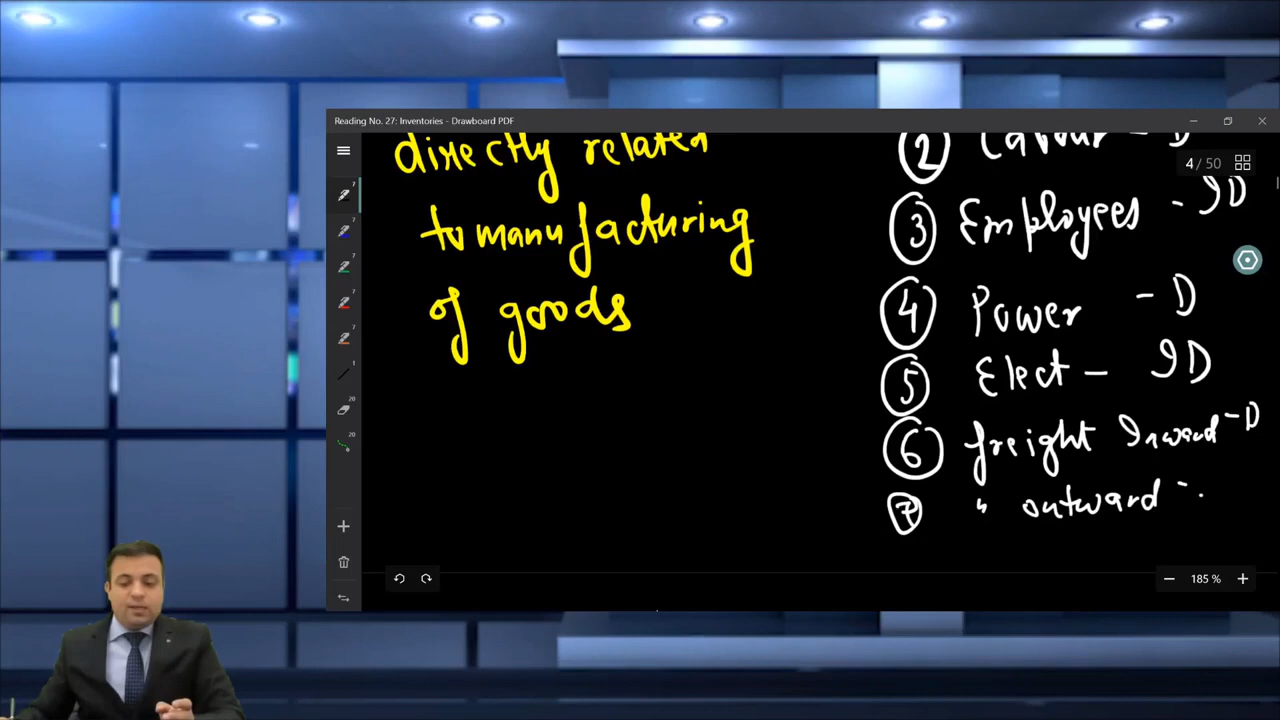 Reading No. 27: Inventories - Drawboard PDF
4 / 50
directly related
to manufacturing
of goods
2 Labour - D
3 Employees - ID
4 Power - D
5 Elect - ID
6 freight Inward - D
7 " outward -
185 %